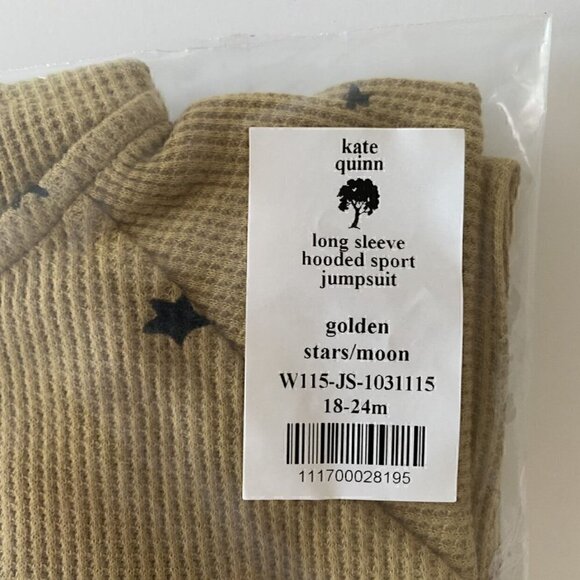 kate
quinn
long sleeve
hooded sport
jumpsuit
golden
stars/moon
W115-JS-1031115
18-24m
111700028195